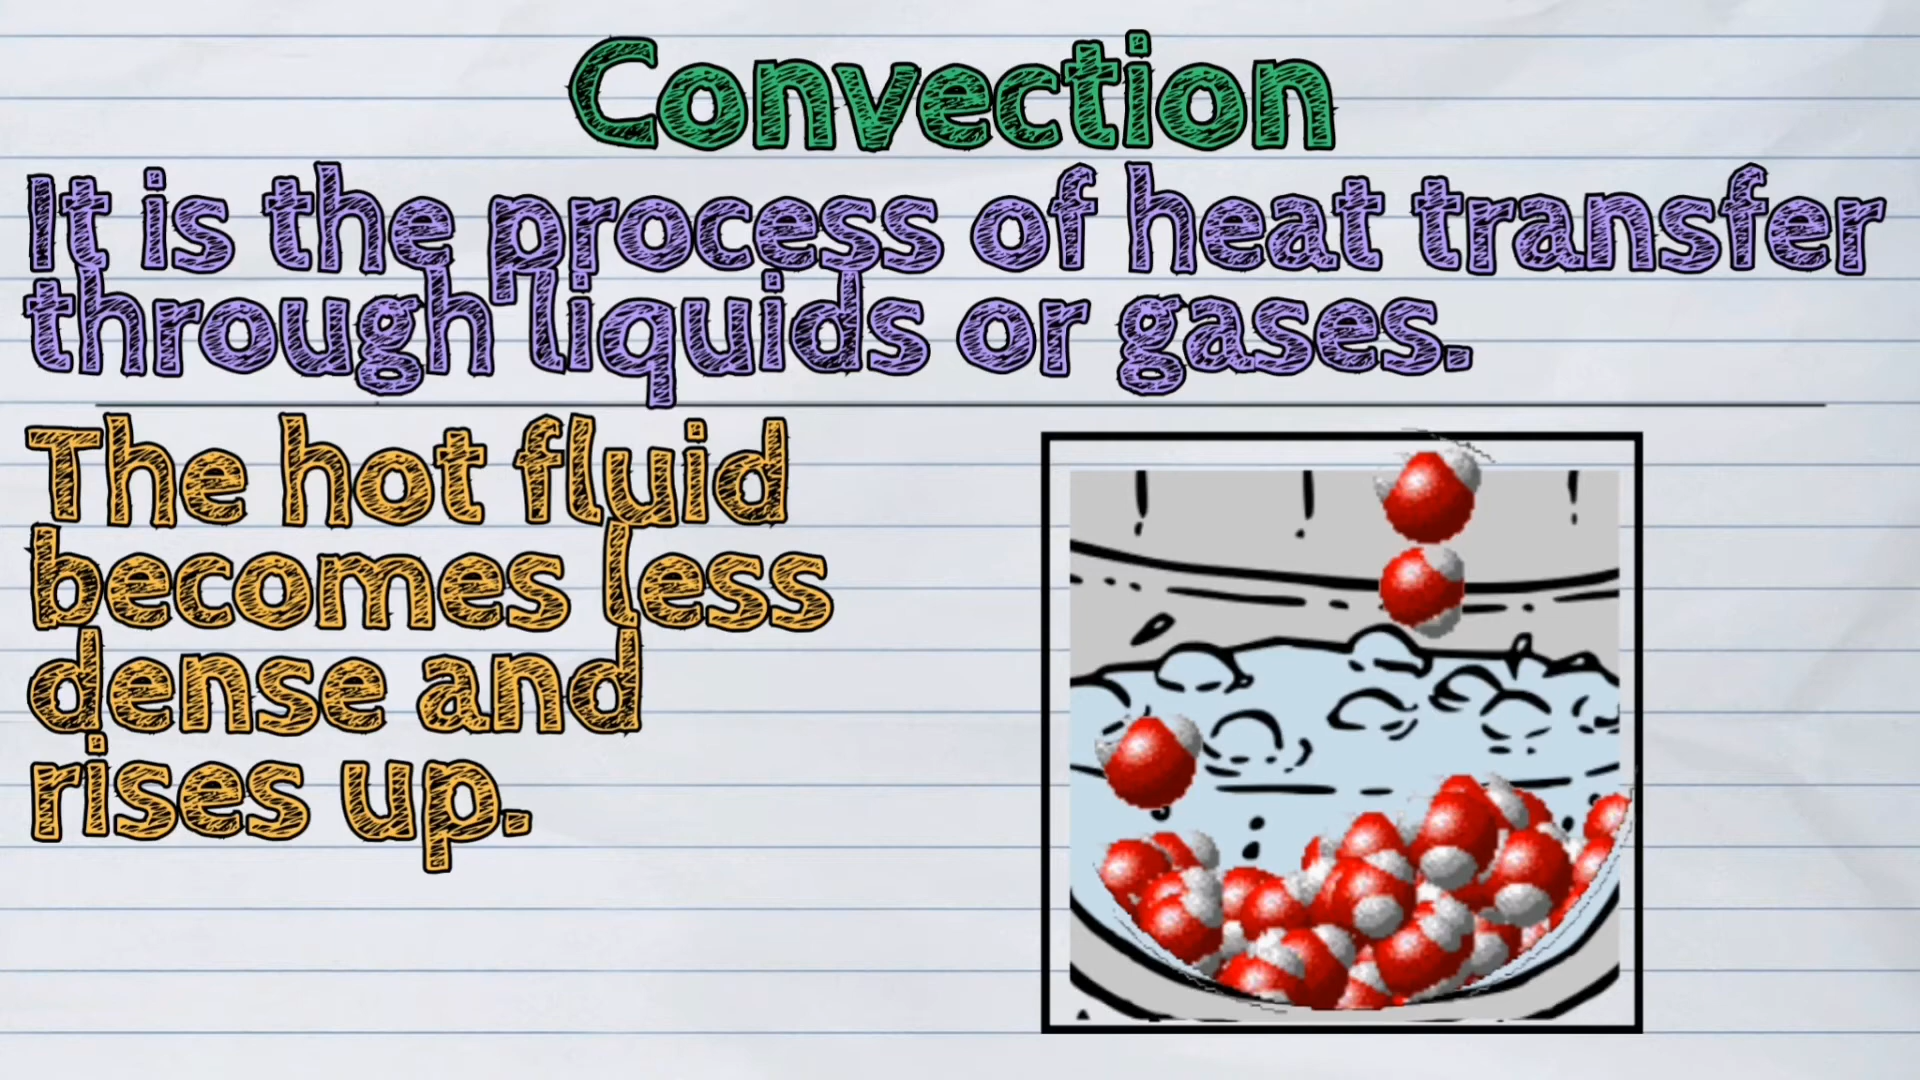 Convection
It is the process of heat transfer
through liquids or gases.
The hot fluid
becomes less
dense and
rises up.